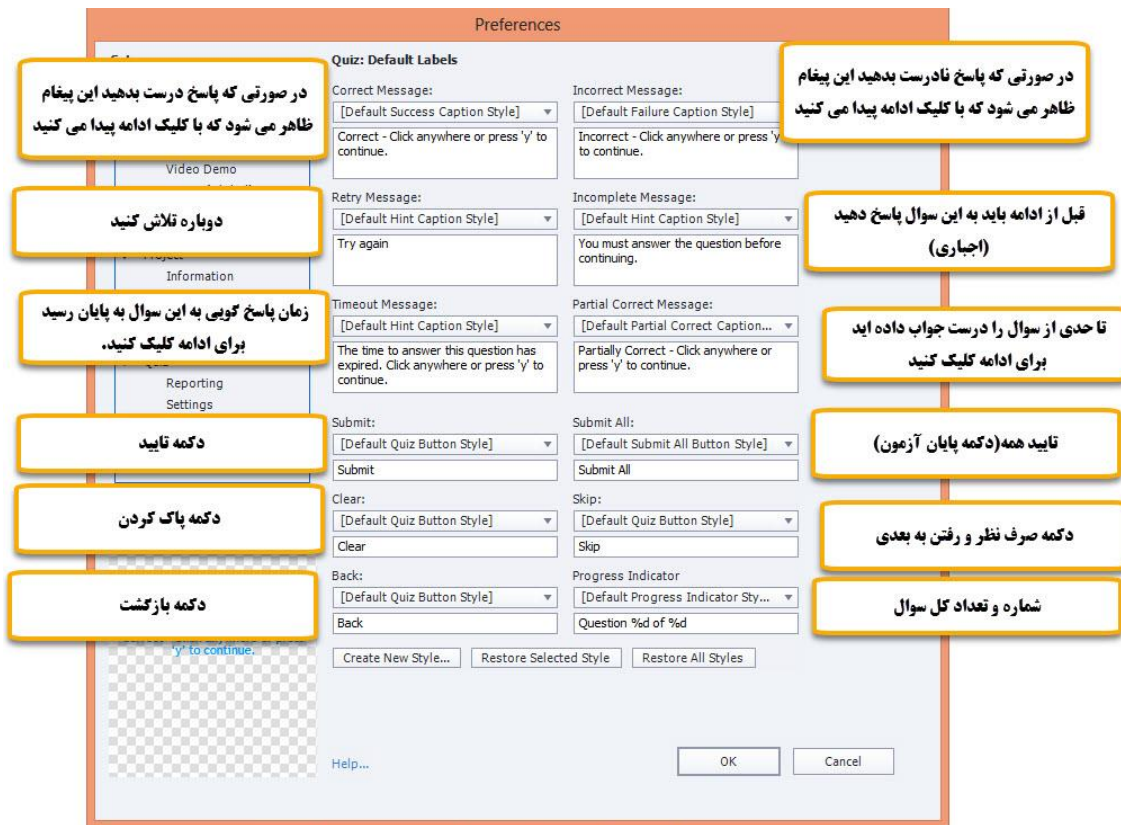 Preferences
Quiz: Default Labels
در صورتی که پاسخ درست بدهید این پیغام
ظاهر می شود که با کلیک ادامه پیدا می کنید
Correct Message:
[Default Success Caption Style]
Correct - Click anywhere or press 'y' to
continue.
Incorrect Message:
[Default Failure Caption Style]
Incorrect - Click anywhere or press 'y
to continue.
در صورتی که پاسخ نادرست بدهید این پیغام
ظاهر می شود که با کلیک ادامه پیدا می کنید
Video Demo
دوباره تلاش کنید
Retry Message:
[Default Hint Caption Style]
Try again
Incomplete Message:
[Default Hint Caption Style]
You must answer the question before
continuing.
قبل از ادامه باید به این سوال پاسخ دهید
(اجباری)
Project
Information
زمان پاسخ گویی به این سوال به پایان رسید
برای ادامه کلیک کنید.
Timeout Message:
[Default Hint Caption Style]
The time to answer this question has
expired. Click anywhere or press 'y' to
continue.
Partial Correct Message:
[Default Partial Correct Caption...
Partially Correct - Click anywhere or
press 'y' to continue.
تا حدی از سوال را درست جواب داده اید
برای ادامه کلیک کنید
Reporting
Settings
دکمه تایید
Submit:
[Default Quiz Button Style]
Submit
Submit All:
[Default Submit All Button Style]
Submit All
تایید همه(دکمه پایان آزمون)
دکمه پاک کردن
Clear:
[Default Quiz Button Style]
Clear
Skip:
[Default Quiz Button Style]
Skip
دکمه صرف نظر و رفتن به بعدی
دکمه بازگشت
Back:
[Default Quiz Button Style]
Back
Progress Indicator
[Default Progress Indicator Sty...
Question %d of %d
شماره و تعداد کل سوال
'y' to continue.
Create New Style...
Restore Selected Style
Restore All Styles
Help...
OK
Cancel